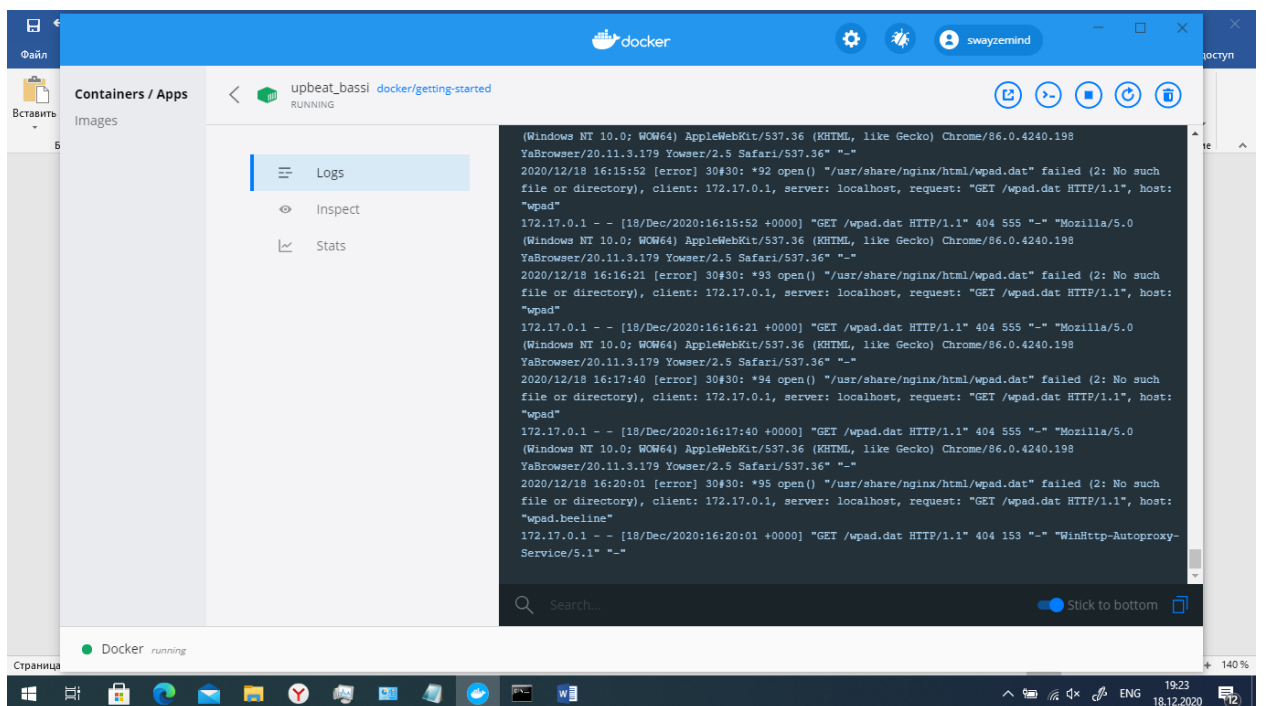 Файл
docker
swayzemind
доступ
Вставить
Containers / Apps
Images
upbeat_bassi docker/getting-started
RUNNING
Logs
Inspect
Stats
(Windows NT 10.0; WOW64) AppleWebKit/537.36 (KHTML, like Gecko) Chrome/86.0.4240.198
YaBrowser/20.11.3.179 Yowser/2.5 Safari/537.36" "-"
2020/12/18 16:15:52 [error] 30#30: *92 open() "/usr/share/nginx/html/wpad.dat" failed (2: No such
file or directory), client: 172.17.0.1, server: localhost, request: "GET /wpad.dat HTTP/1.1", host:
"wpad"
172.17.0.1 - - [18/Dec/2020:16:15:52 +0000] "GET /wpad.dat HTTP/1.1" 404 555 "-" "Mozilla/5.0
(Windows NT 10.0; WOW64) AppleWebKit/537.36 (KHTML, like Gecko) Chrome/86.0.4240.198
YaBrowser/20.11.3.179 Yowser/2.5 Safari/537.36" "-"
2020/12/18 16:16:21 [error] 30#30: *93 open() "/usr/share/nginx/html/wpad.dat" failed (2: No such
file or directory), client: 172.17.0.1, server: localhost, request: "GET /wpad.dat HTTP/1.1", host:
"wpad"
172.17.0.1 - - [18/Dec/2020:16:16:21 +0000] "GET /wpad.dat HTTP/1.1" 404 555 "-" "Mozilla/5.0
(Windows NT 10.0; WOW64) AppleWebKit/537.36 (KHTML, like Gecko) Chrome/86.0.4240.198
YaBrowser/20.11.3.179 Yowser/2.5 Safari/537.36" "-"
2020/12/18 16:17:40 [error] 30#30: *94 open() "/usr/share/nginx/html/wpad.dat" failed (2: No such
file or directory), client: 172.17.0.1, server: localhost, request: "GET /wpad.dat HTTP/1.1", host:
"wpad"
172.17.0.1 - - [18/Dec/2020:16:17:40 +0000] "GET /wpad.dat HTTP/1.1" 404 555 "-" "Mozilla/5.0
(Windows NT 10.0; WOW64) AppleWebKit/537.36 (KHTML, like Gecko) Chrome/86.0.4240.198
YaBrowser/20.11.3.179 Yowser/2.5 Safari/537.36" "-"
2020/12/18 16:20:01 [error] 30#30: *95 open() "/usr/share/nginx/html/wpad.dat" failed (2: No such
file or directory), client: 172.17.0.1, server: localhost, request: "GET /wpad.dat HTTP/1.1", host:
"wpad.beeline"
172.17.0.1 - - [18/Dec/2020:16:20:01 +0000] "GET /wpad.dat HTTP/1.1" 404 153 "-" "WinHttp-Autoproxy-
Service/5.1" "-"
Search...
Stick to bottom
Docker running
Страница
140 %
ENG
19:23
18.12.2020
12